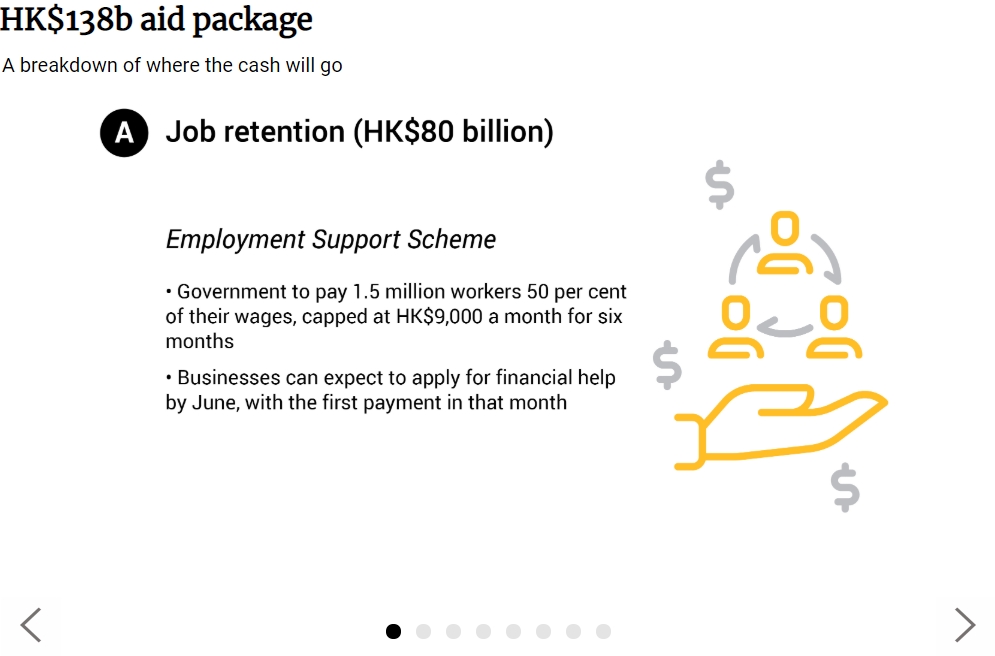 HK$138b aid package
A breakdown of where the cash will go
A Job retention (HK$80 billion)
Employment Support Scheme
• Government to pay 1.5 million workers 50 per cent
of their wages, capped at HK$9,000 a month for six
months
• Businesses can expect to apply for financial help
by June, with the first payment in that month
$
$
$